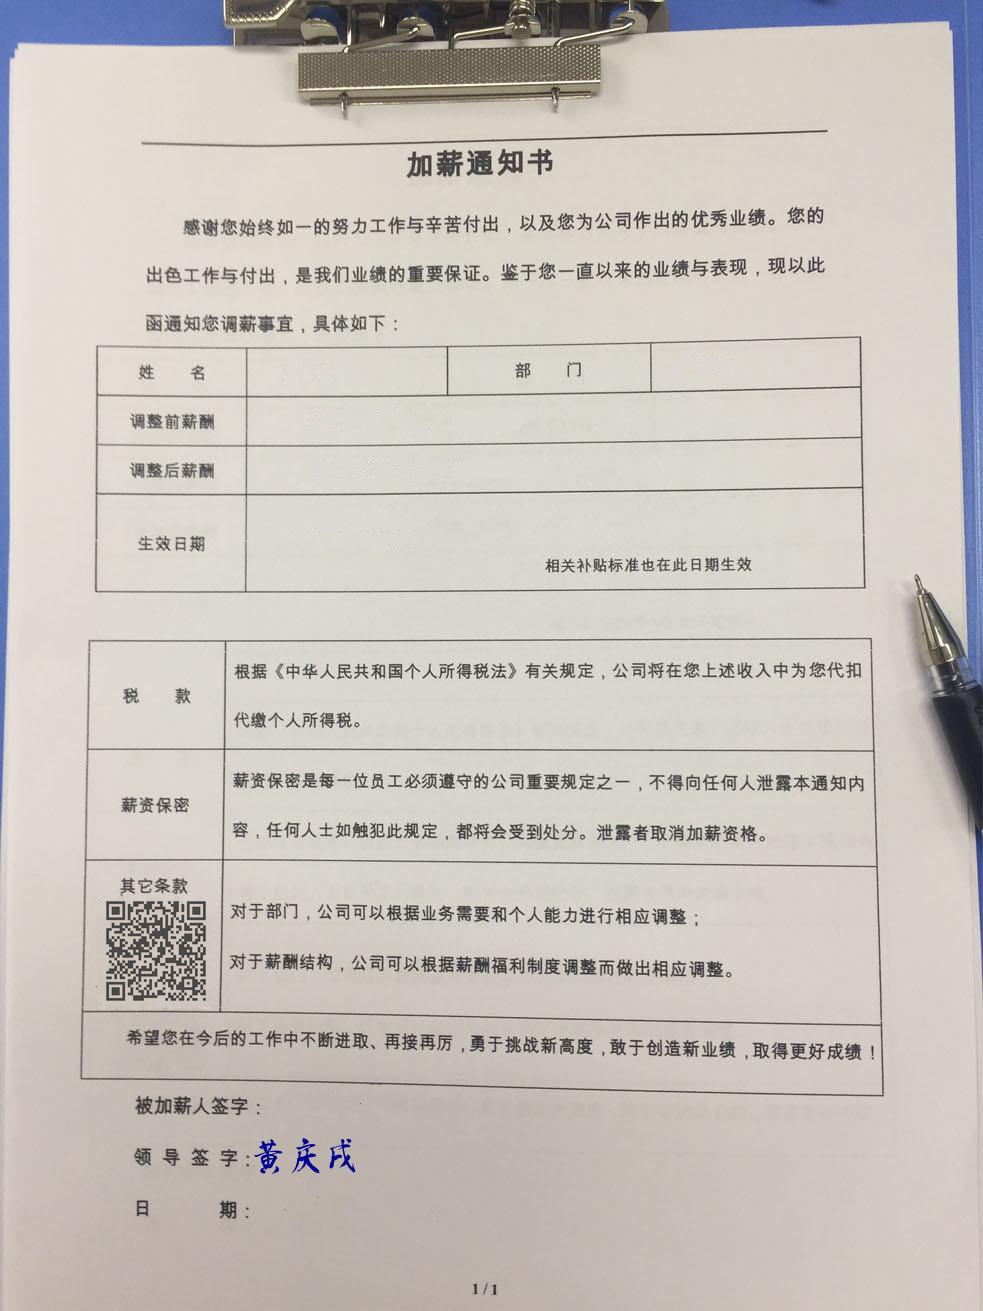 加薪通知书
感谢您始终如一的努力工作与辛苦付出，以及您为公司作出的优秀业绩。您的
出色工作与付出，是我们业绩的重要保证。鉴于您一直以来的业绩与表现，现以此
函通知您调薪事宜，具体如下：
姓 名 部 门
调整前薪酬
调整后薪酬
生效日期
相关补贴标准也在此日期生效
税 款
根据《中华人民共和国个人所得税法》有关规定，公司将在您上述收入中为您代扣
代缴个人所得税。
薪资保密
薪资保密是每一位员工必须遵守的公司重要规定之一，不得向任何人泄露本通知内
容，任何人士如触犯此规定，都将会受到处分。泄露者取消加薪资格。
其它条款
对于部门，公司可以根据业务需要和个人能力进行相应调整；
对于薪酬结构，公司可以根据薪酬福利制度调整而做出相应调整。
希望您在今后的工作中不断进取、再接再厉，勇于挑战新高度，敢于创造新业绩，取得更好成绩！
被加薪人签字：
领 导 签 字：黄庆戌
日 期：
1 / 1